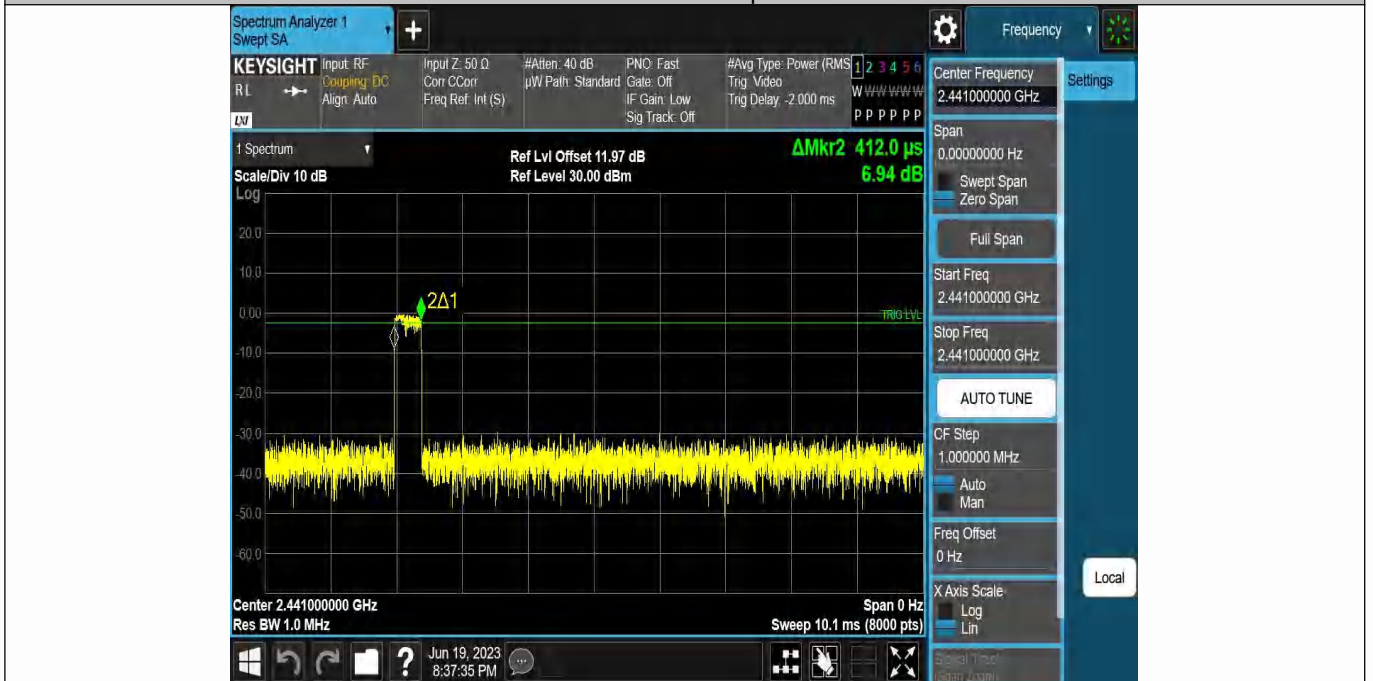 Spectrum Analyzer 1
Swept SA
+
Frequency
KEYSIGHT
RL
LXI
Input: RF
Coupling: DC
Align: Auto
Input Z: 50 Ω
Corr CCorr
Freq Ref: Int (S)
#Atten: 40 dB
µW Path: Standard
PNO: Fast
Gate: Off
IF Gain: Low
Sig Track: Off
#Avg Type: Power (RMS
Trig: Video
Trig Delay: -2.000 ms
1 2 3 4 5 6
W W W W W W
P P P P P P
Center Frequency
2.441000000 GHz
Settings
Span
0.00000000 Hz
Swept Span
Zero Span
Full Span
Start Freq
2.441000000 GHz
Stop Freq
2.441000000 GHz
AUTO TUNE
CF Step
1.000000 MHz
Auto
Man
Freq Offset
0 Hz
X Axis Scale
Log
Lin
Local
1 Spectrum
Scale/Div 10 dB
Ref Lvl Offset 11.97 dB
Ref Level 30.00 dBm
ΔMkr2 412.0 µs
6.94 dB
Log
20.0
10.0
0.00
-10.0
-20.0
-30.0
-40.0
-50.0
-60.0
2Δ1
TRIG LVL
Center 2.441000000 GHz
Res BW 1.0 MHz
Span 0 Hz
Sweep 10.1 ms (8000 pts)
?
Jun 19, 2023
8:37:35 PM